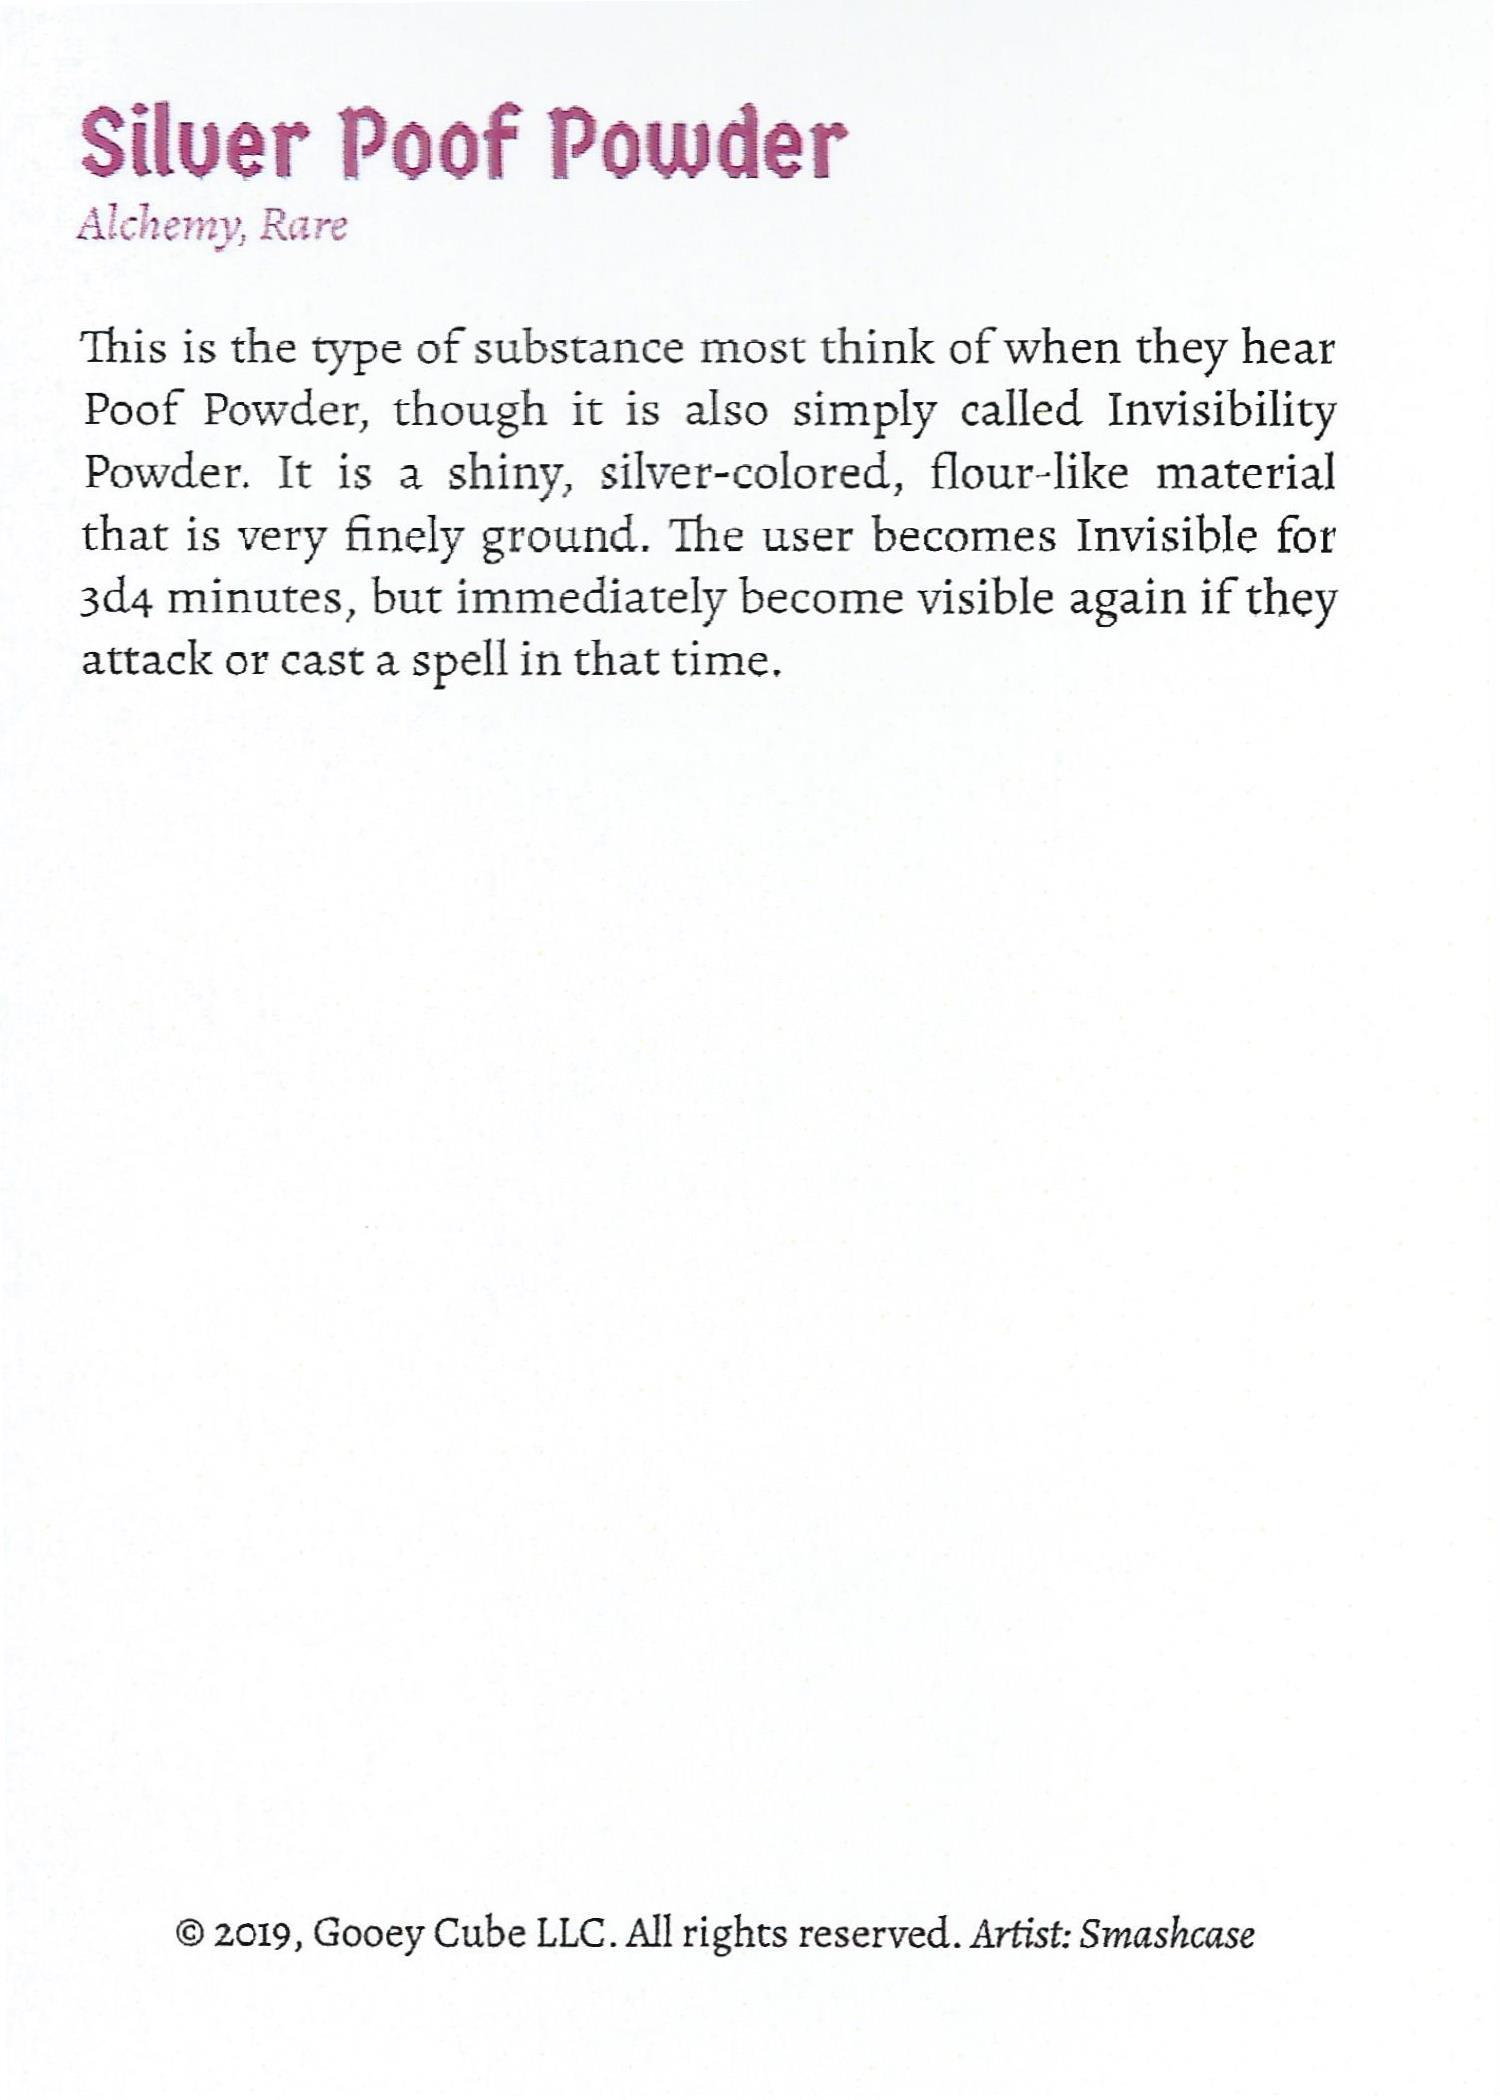 Silver Poof Powder
Alchemy, Rare
This is the type of substance most think of when they hear
Poof Powder, though it is also simply called Invisibility
Powder. It is a shiny, silver-colored, flour-like material
that is very finely ground. The user becomes Invisible for
3d4 minutes, but immediately become visible again if they
attack or cast a spell in that time.
© 2019, Gooey Cube LLC. All rights reserved. Artist: Smashcase